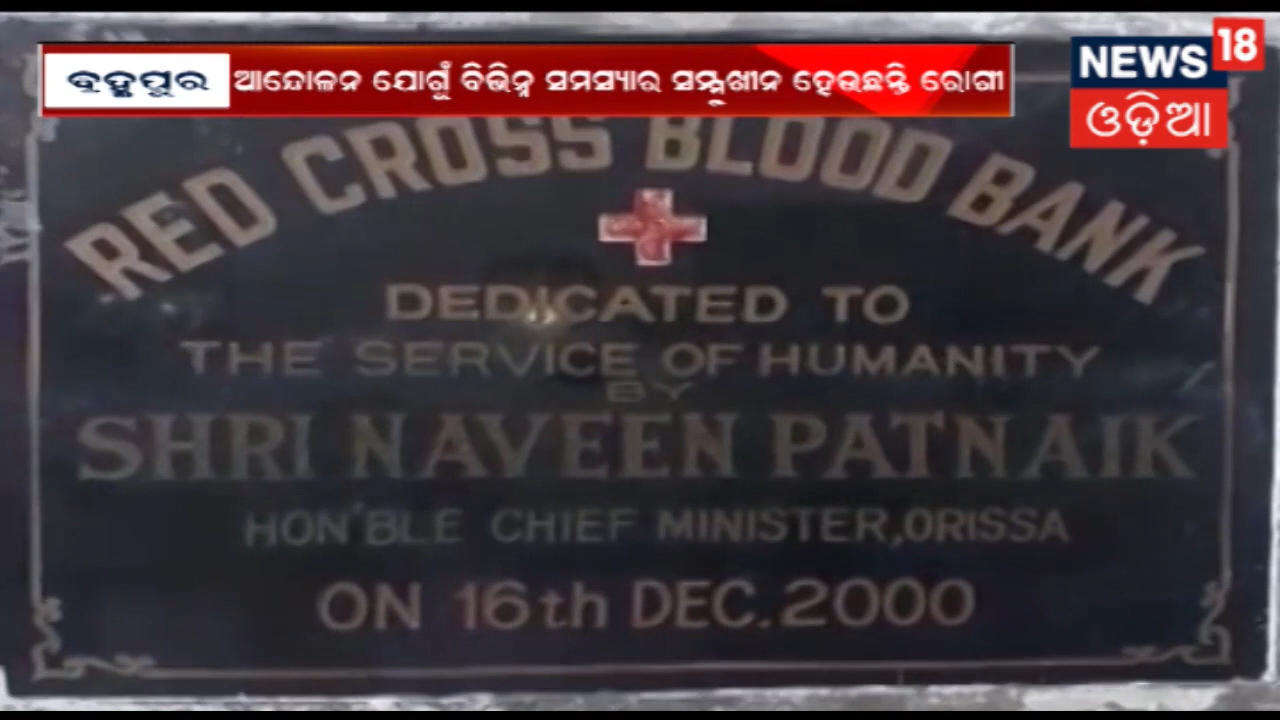 ବ୍ରହ୍ମପୁର
ଆନ୍ଦୋଳନ ଯୋଗୁଁ ବିଭିନ୍ନ ସମସ୍ୟାର ସମ୍ମୁଖୀନ ହେଉଛନ୍ତି ରୋଗୀ
NEWS 18
ଓଡ଼ିଆ
RED CROSS BLOOD BANK
DEDICATED TO
THE SERVICE OF HUMANITY
BY
SHRI NAVEEN PATNAIK
HON'BLE CHIEF MINISTER, ORISSA
ON 16th DEC. 2000